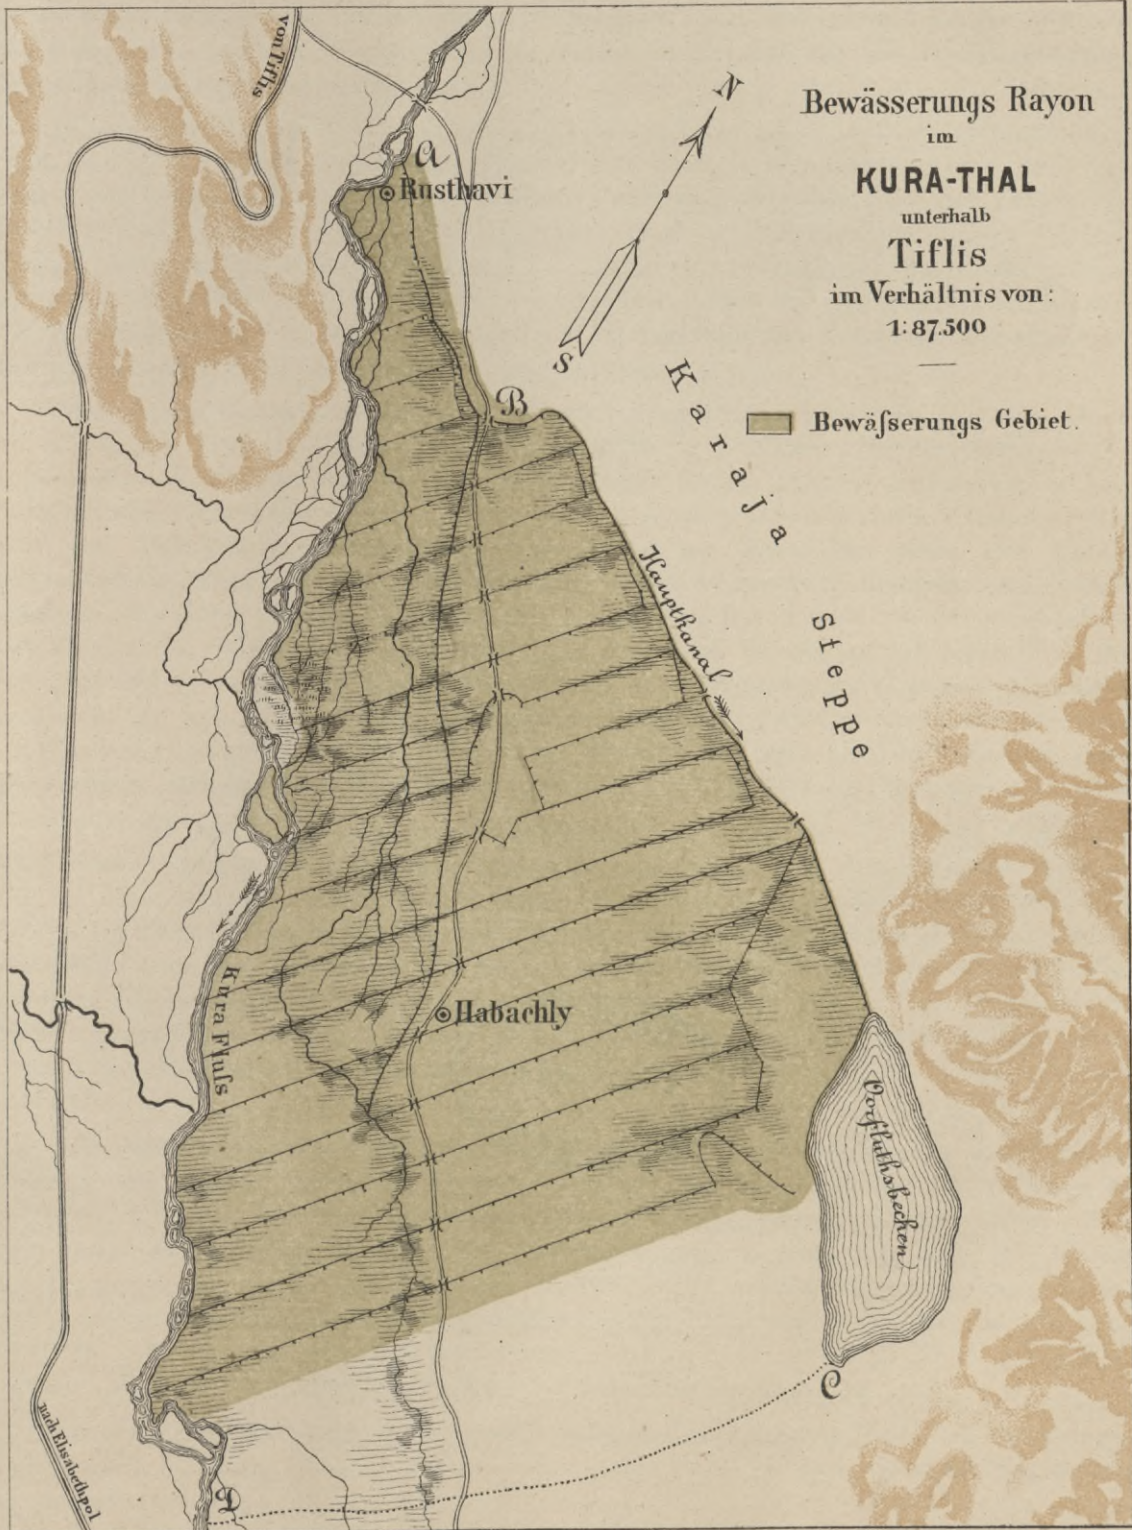 Bewässerungs Rayon
im
KURA-THAL
unterhalb
Tiflis
im Verhältnis von:
1:87.500
Bewäſserungs Gebiet.
N
S
von Tiflis
A
Rusthavi
B
Karaja Steppe
Hauptkanal
Kura Fluſs
Habachly
Vorfluthsbecken
C
D
nach Elisabethpol